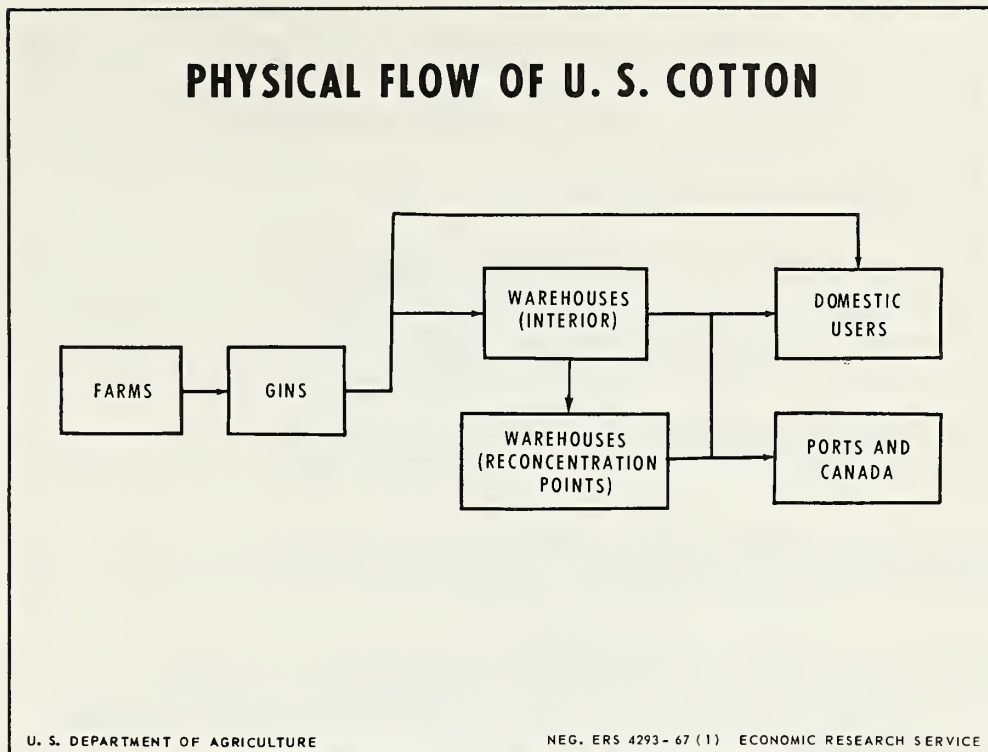 PHYSICAL FLOW OF U. S. COTTON
FARMS
GINS
WAREHOUSES
(INTERIOR)
WAREHOUSES
(RECONCENTRATION
POINTS)
DOMESTIC
USERS
PORTS AND
CANADA
U. S. DEPARTMENT OF AGRICULTURE
NEG. ERS 4293-67 (1) ECONOMIC RESEARCH SERVICE